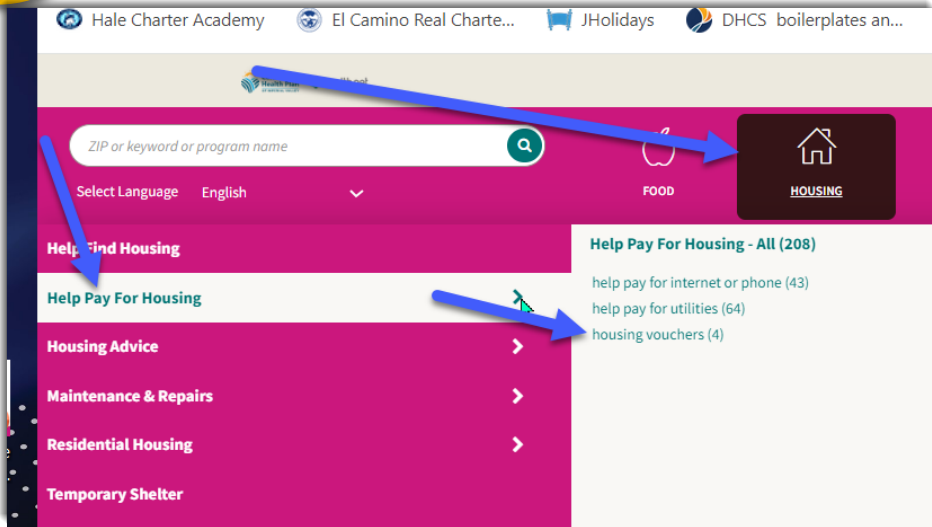 Hale Charter Academy
El Camino Real Charte...
JHolidays
DHCS boilerplates an...
Health Plan
ZIP or keyword or program name
Select Language English
FOOD
HOUSING
Help Find Housing
Help Pay For Housing
Housing Advice
Maintenance & Repairs
Residential Housing
Temporary Shelter
Help Pay For Housing - All (208)
help pay for internet or phone (43)
help pay for utilities (64)
housing vouchers (4)